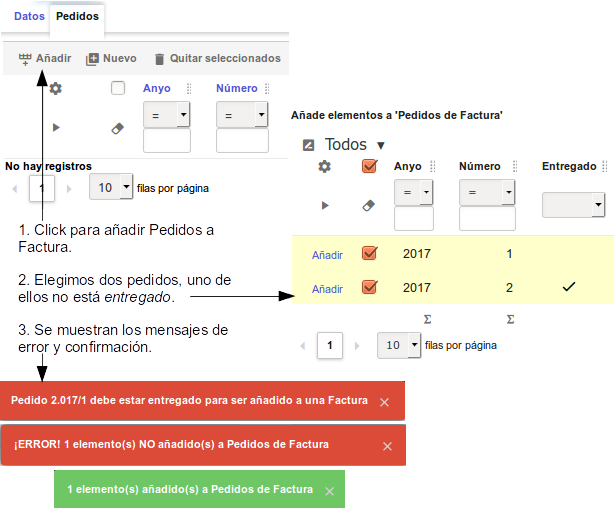 Datos Pedidos
Añadir Nuevo Quitar seleccionados
Anyo Número
= =
No hay registros
1 10 filas por página
Añade elementos a 'Pedidos de Factura'
Todos
Anyo Número Entregado
= =
Añadir 2017 1
Añadir 2017 2
Σ Σ
1 10 filas por página
1. Click para añadir Pedidos a
Factura.
2. Elegimos dos pedidos, uno de
ellos no está entregado.
3. Se muestran los mensajes de
error y confirmación.
Pedido 2.017/1 debe estar entregado para ser añadido a una Factura
¡ERROR! 1 elemento(s) NO añadido(s) a Pedidos de Factura
1 elemento(s) añadido(s) a Pedidos de Factura